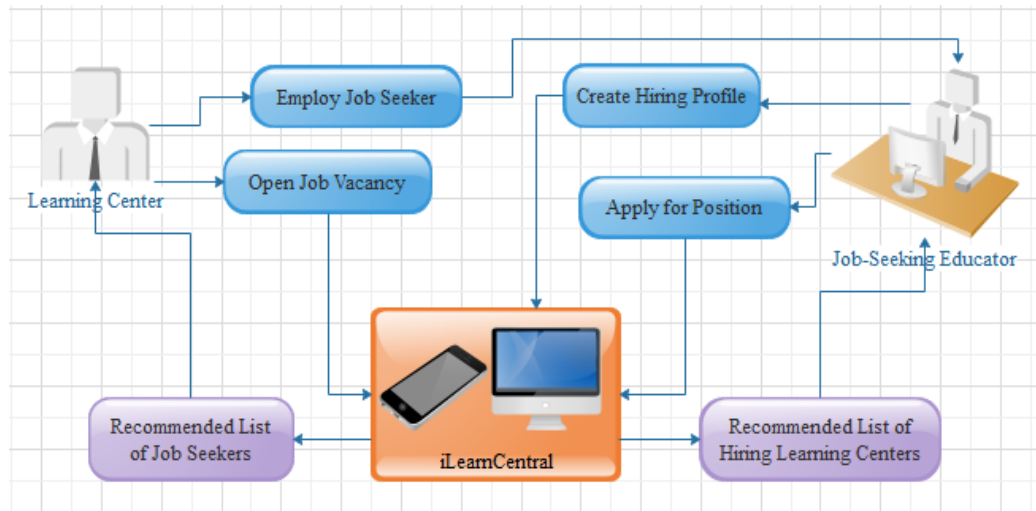 Employ Job Seeker
Create Hiring Profile
Open Job Vacancy
Learning Center
Apply for Position
Job-Seeking Educator
Recommended List
of Job Seekers
iLearnCentral
Recommended List of
Hiring Learning Centers